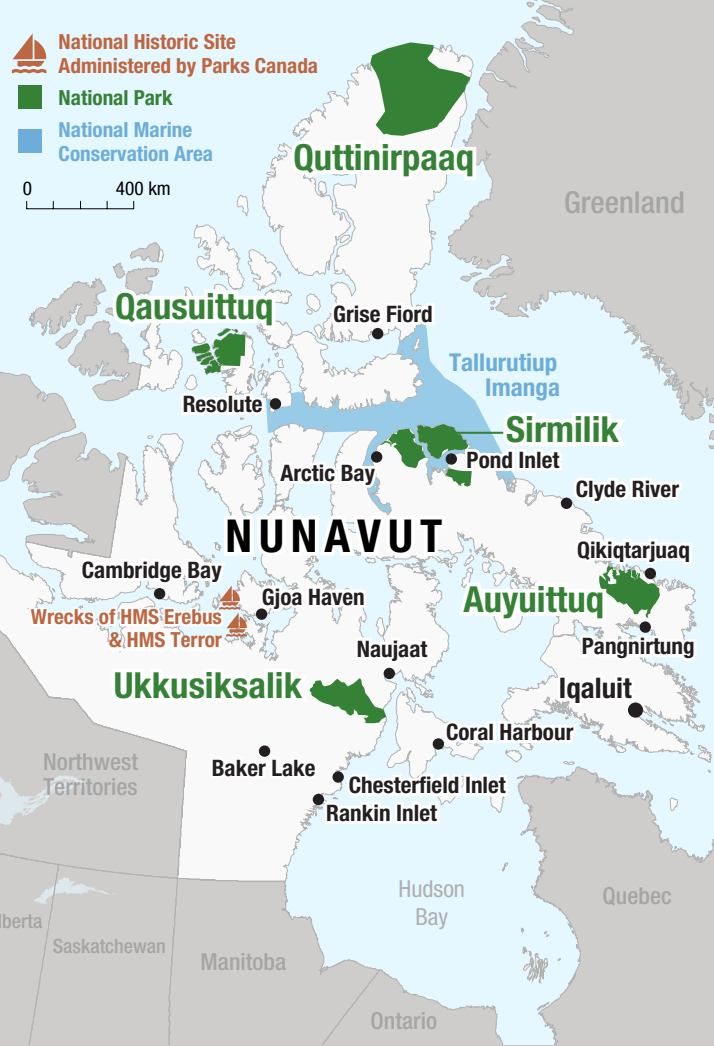 National Historic Site
Administered by Parks Canada
National Park
National Marine
Conservation Area
0 400 km
Quttinirpaaq
Greenland
Qausuittuq
Grise Fiord
Tallurutiup
Imanga
Resolute
Sirmilik
Pond Inlet
Arctic Bay
Clyde River
NUNAVUT
Qikiqtarjuaq
Cambridge Bay
Gjoa Haven
Auyuittuq
Wrecks of HMS Erebus
& HMS Terror
Pangnirtung
Naujaat
Ukkusiksalik
Iqaluit
Coral Harbour
Northwest
Territories
Baker Lake
Chesterfield Inlet
Rankin Inlet
Hudson
Bay
Quebec
lberta
Saskatchewan
Manitoba
Ontario